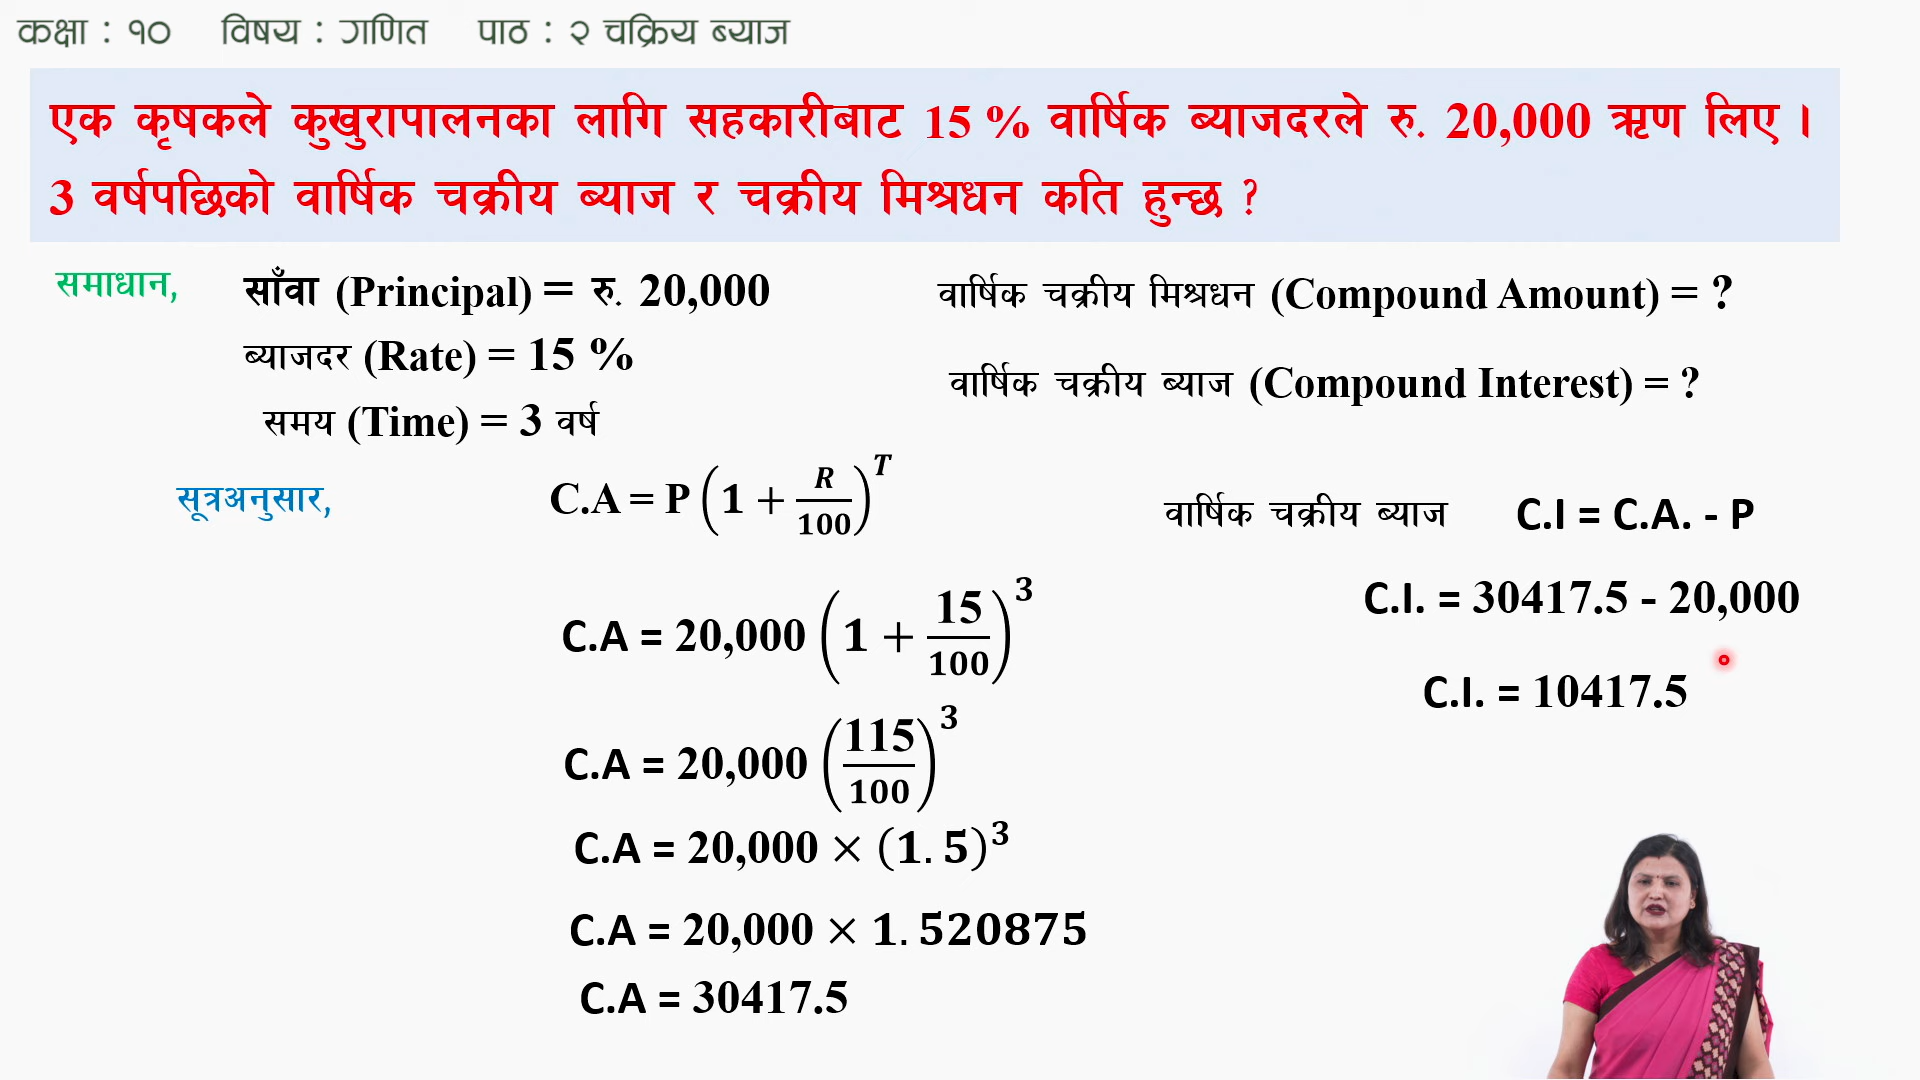 कक्षा : १० विषय : गणित पाठ : २ चक्रिय ब्याज
एक कृषकले कुखुरापालनका लागि सहकारीबाट 15 % वार्षिक ब्याजदरले रु. 20,000 ऋण लिए ।
3 वर्षपछिको वार्षिक चक्रीय ब्याज र चक्रीय मिश्रधन कति हुन्छ ?
समाधान,
साँवा (Principal) = रु. 20,000
ब्याजदर (Rate) = 15 %
समय (Time) = 3 वर्ष
वार्षिक चक्रीय मिश्रधन (Compound Amount) = ?
वार्षिक चक्रीय ब्याज (Compound Interest) = ?
सूत्रअनुसार,
C.A = P (1 + R/100)^T
C.A = 20,000 (1 + 15/100)^3
C.A = 20,000 (115/100)^3
C.A = 20,000 × (1.5)^3
C.A = 20,000 × 1.520875
C.A = 30417.5
वार्षिक चक्रीय ब्याज C.I = C.A. - P
C.I. = 30417.5 - 20,000
C.I. = 10417.5